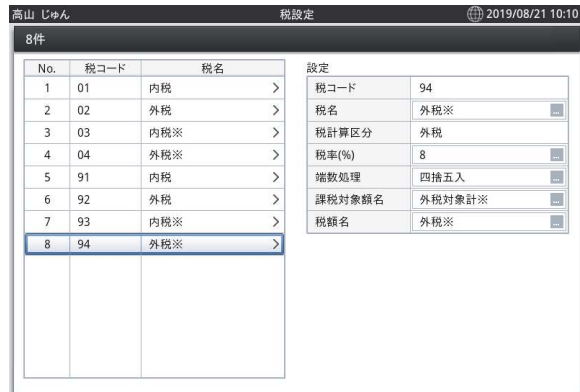 高山 じゅん 税設定 2019/08/21 10:10
8件
No. 税コード 税名
1 01 内税
2 02 外税
3 03 内税※
4 04 外税※
5 91 内税
6 92 外税
7 93 内税※
8 94 外税※
設定
税コード 94
税名 外税※ ...
税計算区分 外税
税率(%) 8 ...
端数処理 四捨五入 ...
課税対象額名 外税対象計※ ...
税額名 外税※ ...